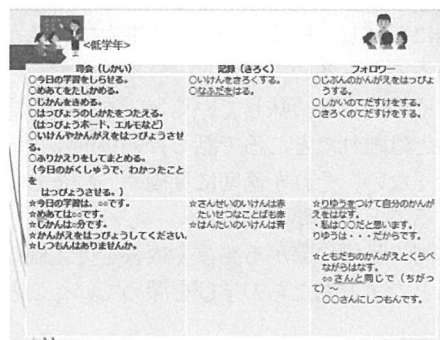 <低学年>
司会（しかい）
○今日の学習をしらせる。
○めあてをたしかめる。
○じかんをきめる。
○はっぴょうのしかたをつたえる。
（はっぴょうボード、エルモなど）
○いけんやかんがえをはっぴょうさせ
る。
○ふりかえりをしてまとめる。
（今日のがくしゅうで、わかったこと
を
はっぴょうさせる。）
☆今日の学習は、○○です。
☆めあては○○です。
☆じかんは○分です。
☆かんがえをはっぴょうしてください。
☆しつもんはありませんか。
記録（きろく）
○いけんをきろくする。
○なふだをはる。
☆さんせいのいけんは赤
たいせつなことばも赤
☆はんたいのいけんは青
フォロワー
○じぶんのかんがえをはっぴょ
うする。
○しかいのてだすけをする。
○きろくのてだすけをする。
☆りゆうをつけて自分のかんが
えをはなす。
・私は〇〇だと思います。
りゆうは・・・だからです。
☆ともだちのかんがえとくらべ
ながらはなす。
○○さんと同じで（ちがっ
て）～
〇〇さんにしつもんです。